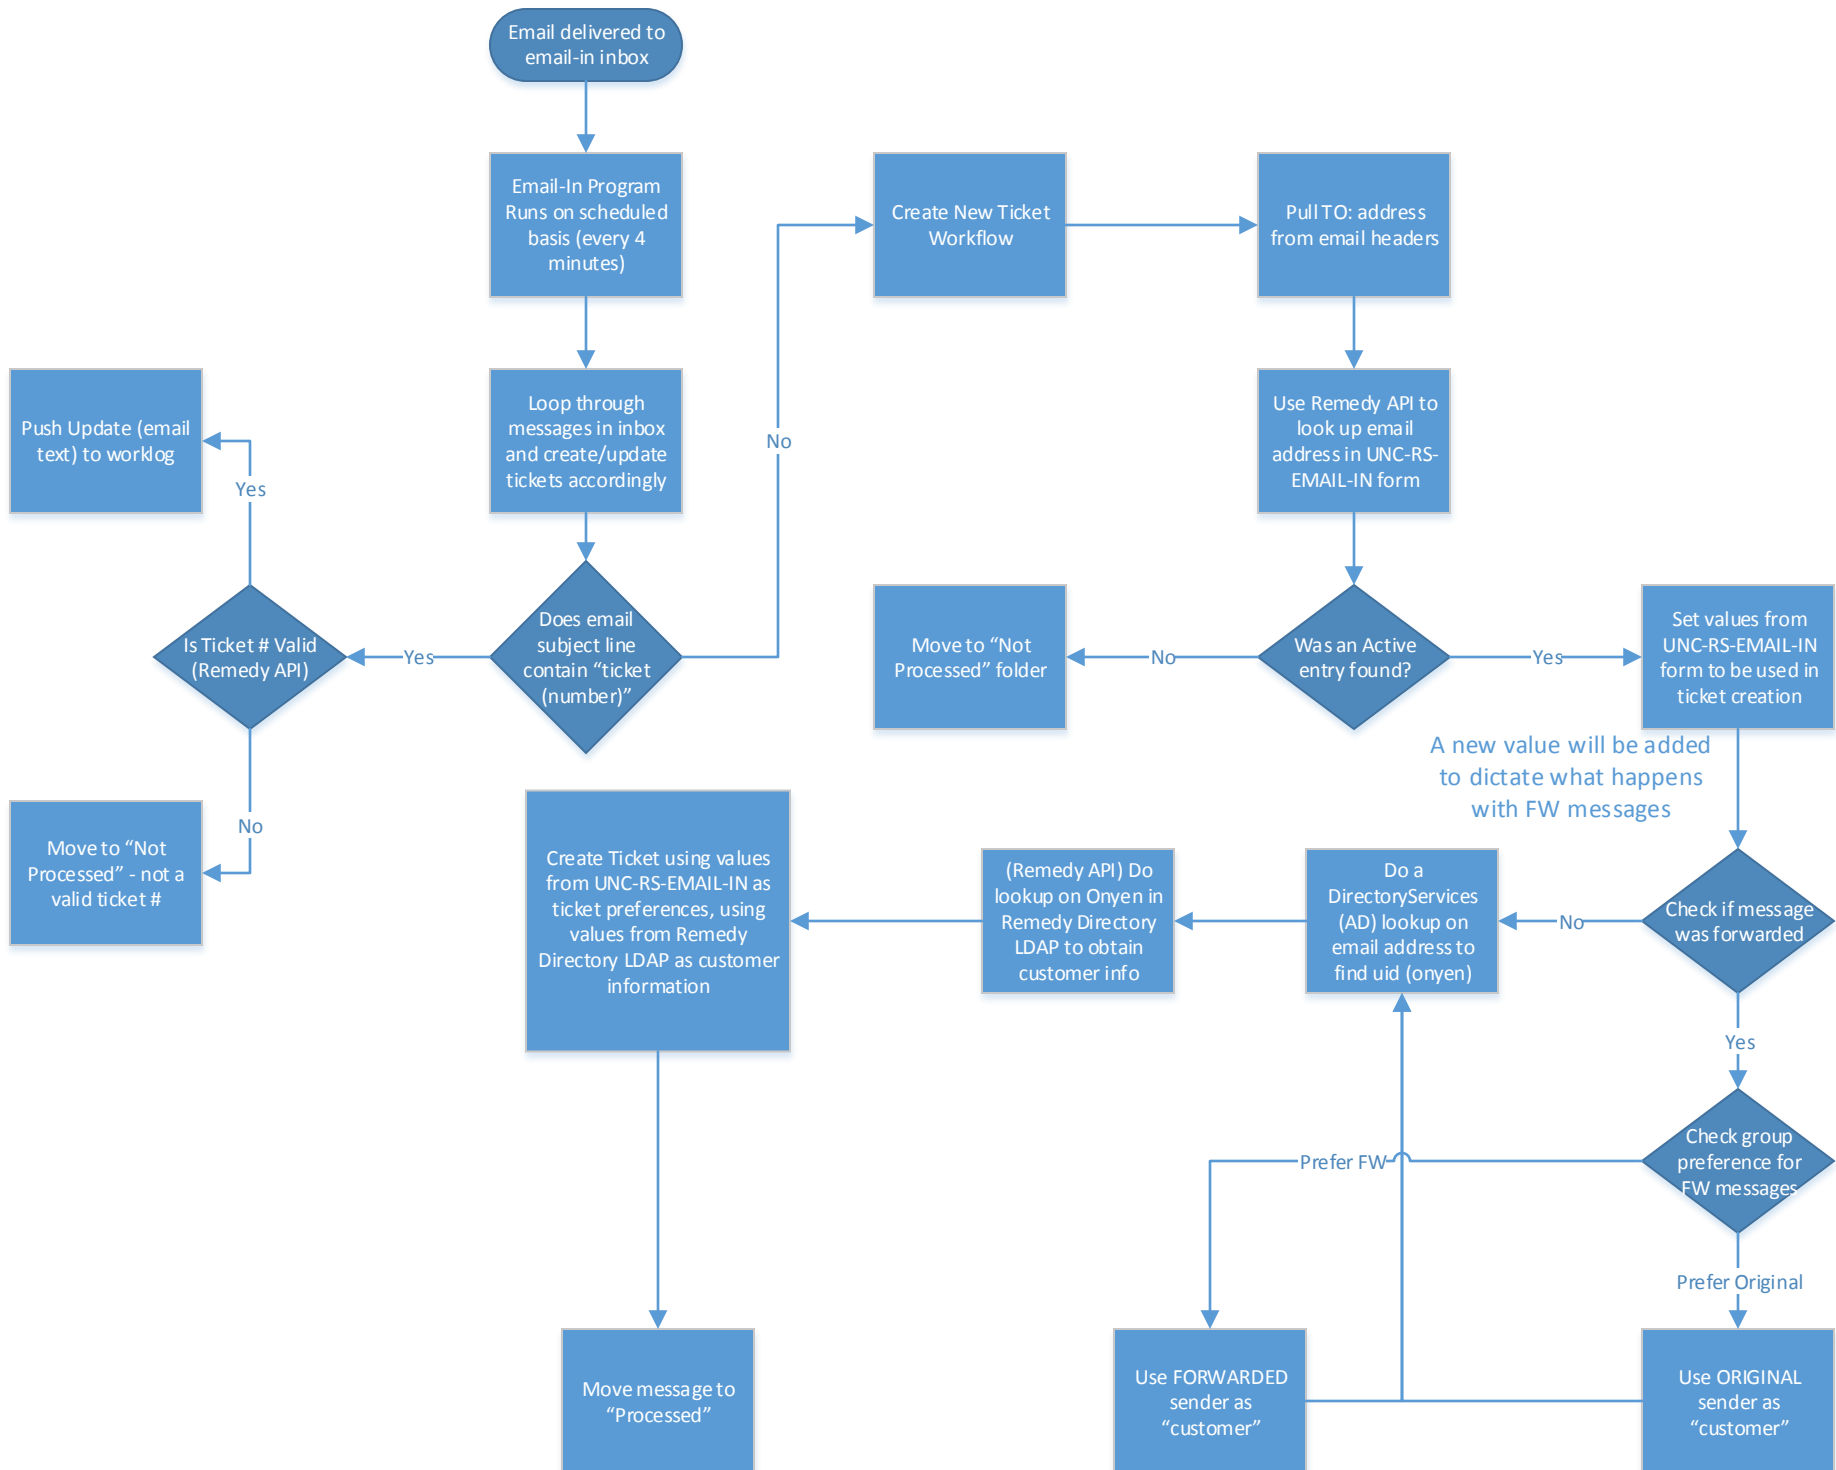 Email delivered to
email-in inbox
Email-In Program
Runs on scheduled
basis (every 4
minutes)
Create New Ticket
Workflow
Pull TO: address
from email headers
Loop through
messages in inbox
and create/update
tickets accordingly
Push Update (email
text) to worklog
Use Remedy API to
look up email
address in UNC-RS-
EMAIL-IN form
No
Yes
Does email
subject line
contain “ticket
(number)”
Yes
Is Ticket # Valid
(Remedy API)
Move to “Not
Processed” folder
No
Was an Active
entry found?
Yes
Set values from
UNC-RS-EMAIL-IN
form to be used in
ticket creation
A new value will be added
to dictate what happens
with FW messages
No
Move to “Not
Processed” - not a
valid ticket #
Create Ticket using values
from UNC-RS-EMAIL-IN as
ticket preferences, using
values from Remedy
Directory LDAP as customer
information
(Remedy API) Do
lookup on Onyen in
Remedy Directory
LDAP to obtain
customer info
Do a
DirectoryServices
(AD) lookup on
email address to
find uid (onyen)
No
Check if message
was forwarded
Yes
Check group
preference for
FW messages
Prefer FW
Prefer Original
Move message to
“Processed”
Use FORWARDED
sender as
“customer”
Use ORIGINAL
sender as
“customer”